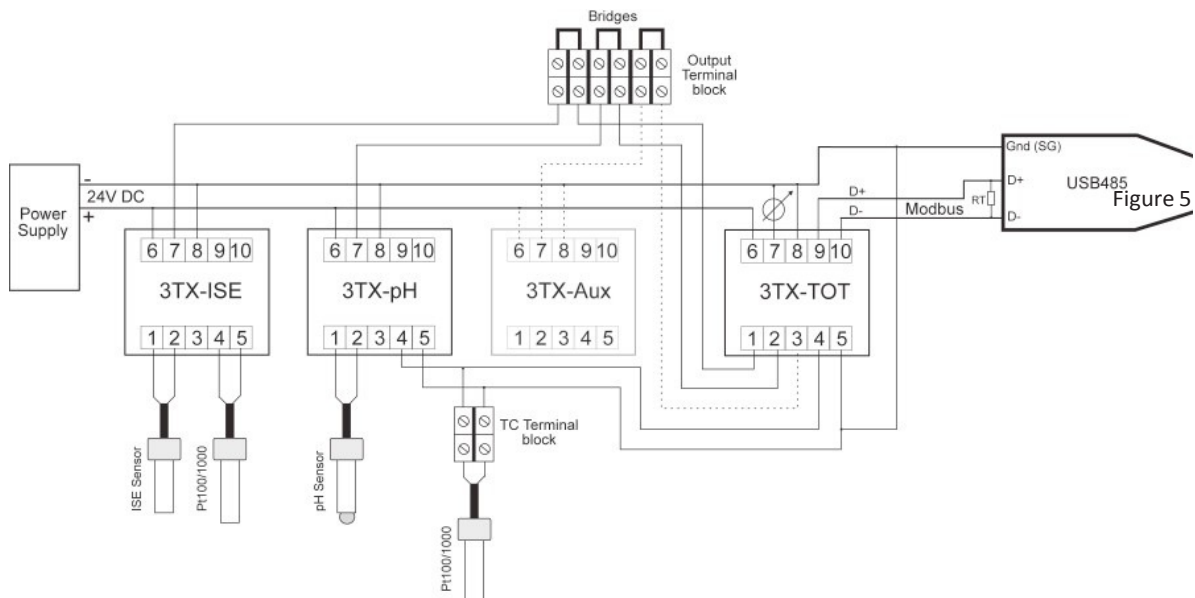 Bridges
Output
Terminal
block
Power
Supply
-
24V DC
+
Gnd (SG)
D+
D-
RT
USB485
Figure 5
D+
D-
Modbus
6 7 8 9 10
3TX-ISE
1 2 3 4 5
6 7 8 9 10
3TX-pH
1 2 3 4 5
6 7 8 9 10
3TX-Aux
1 2 3 4 5
6 7 8 9 10
3TX-TOT
1 2 3 4 5
ISE Sensor
Pt100/1000
pH Sensor
TC Terminal
block
Pt100/1000